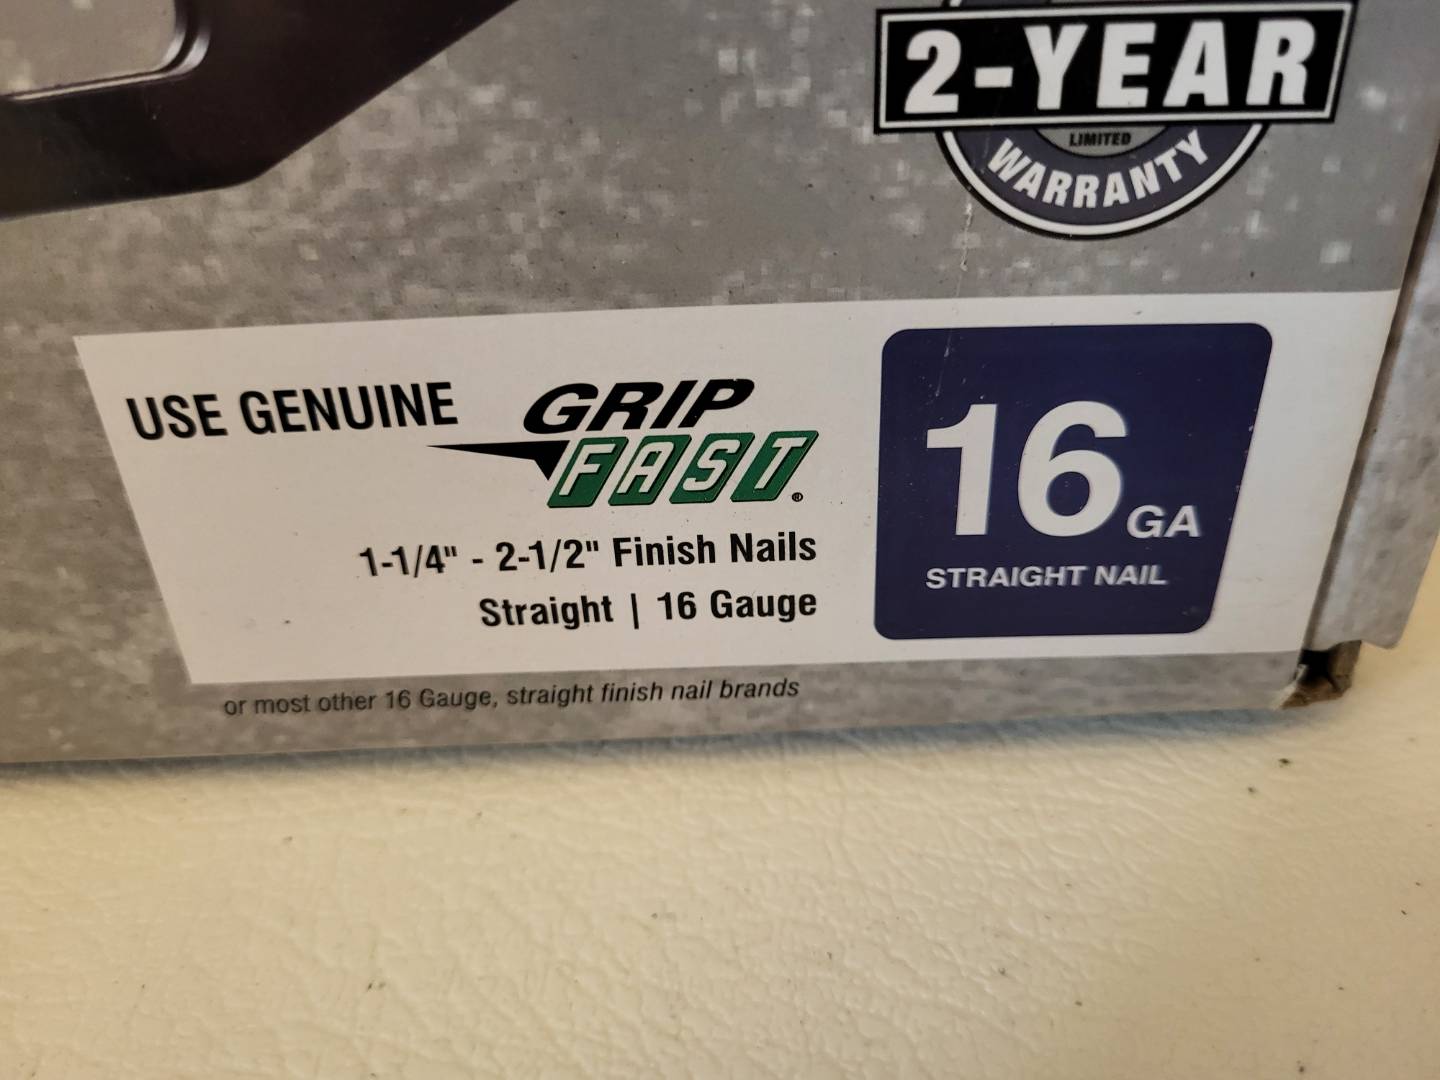 2-YEAR
LIMITED
WARRANTY
USE GENUINE GRIP
FAST®
1-1/4" - 2-1/2" Finish Nails
Straight | 16 Gauge
16 GA
STRAIGHT NAIL
or most other 16 Gauge, straight finish nail brands